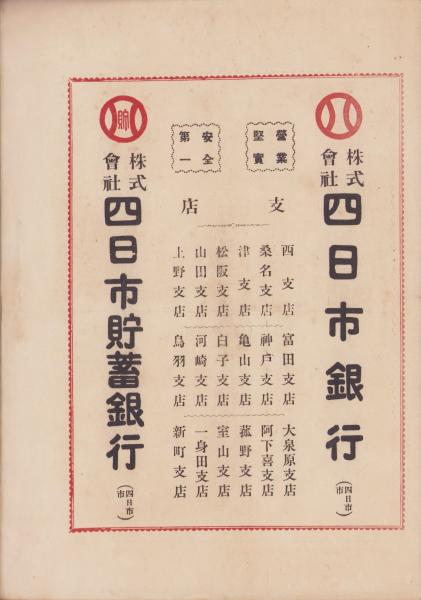 株式會社 四日市銀行 (四日市市)
營業堅實
安全第一
支店
西支店
桑名支店
津支店
松阪支店
山田支店
上野支店
富田支店
神戸支店
亀山支店
白子支店
河崎支店
鳥羽支店
大泉原支店
阿下喜支店
菰野支店
室山支店
一身田支店
新町支店
貯
株式會社 四日市貯蓄銀行 (四日市市)